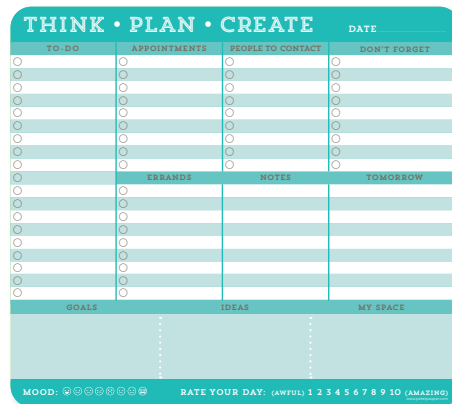 THINK • PLAN • CREATE
DATE
TO-DO APPOINTMENTS PEOPLE TO CONTACT DON'T FORGET
ERRANDS NOTES TOMORROW
GOALS IDEAS MY SPACE
MOOD: RATE YOUR DAY: (AWFUL) 1 2 3 4 5 6 7 8 9 10 (AMAZING)